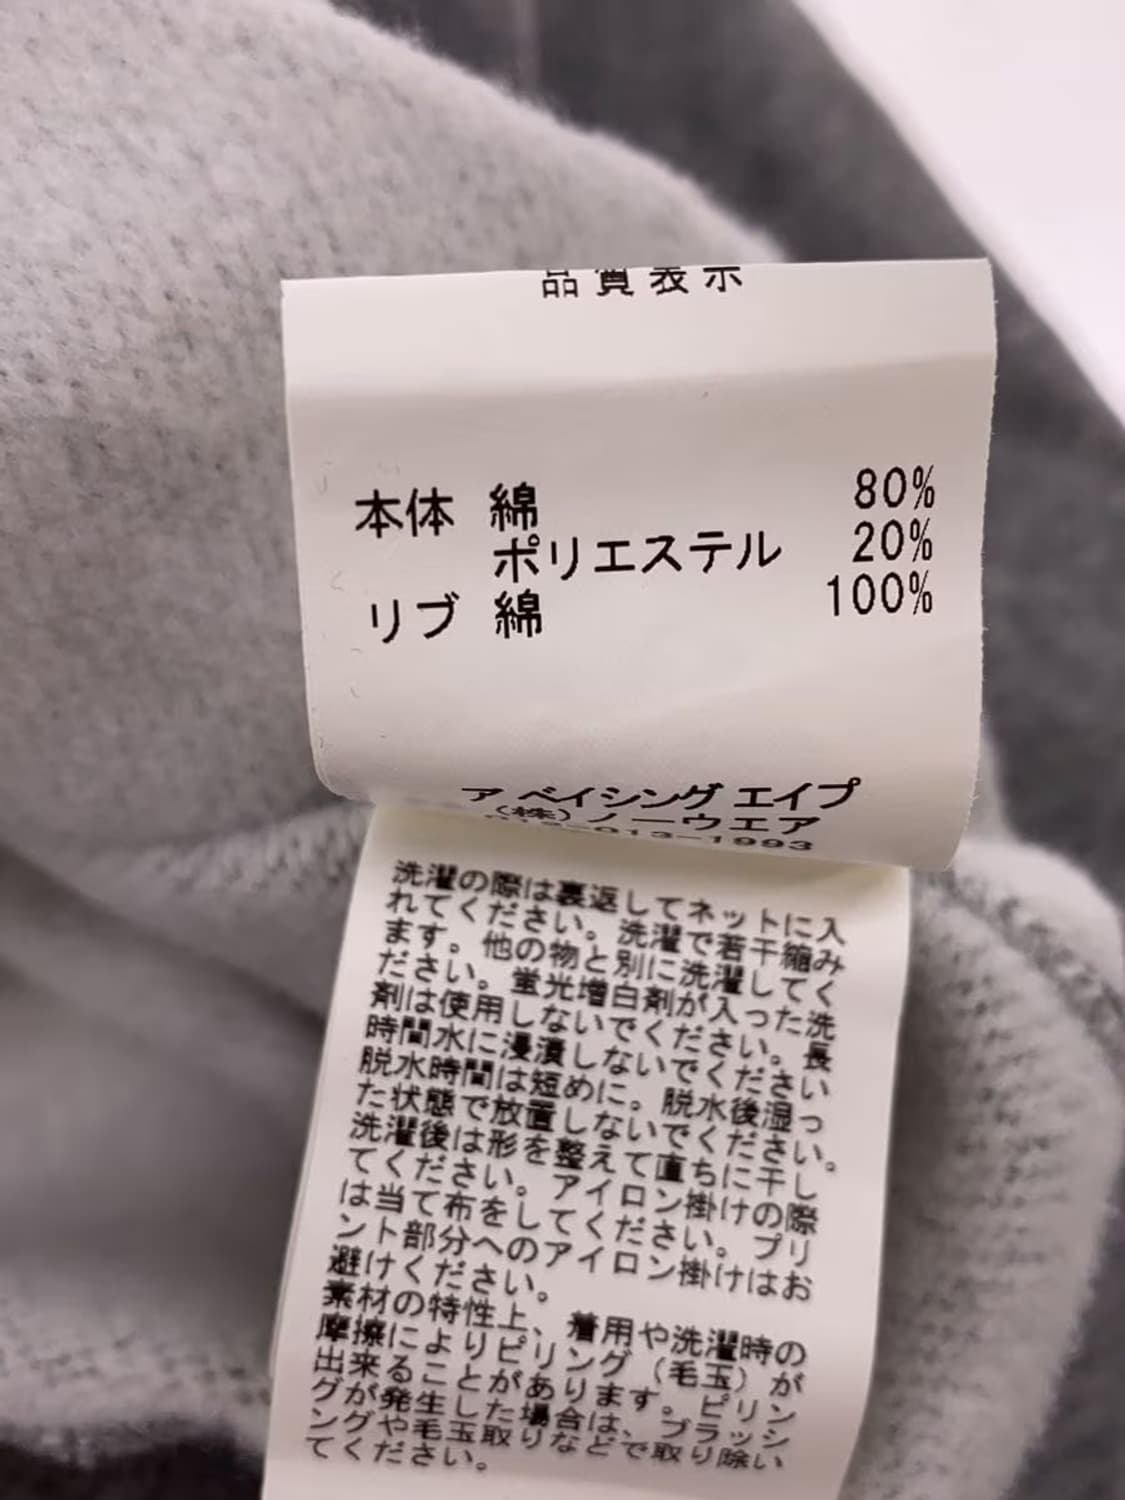 品質表示
本体 綿 80%
ポリエステル 20%
リブ 綿 100%
ア ベイシング エイプ
(株)ノーウエア
-013-1993
洗濯の際は裏返してネットに入
れてください。洗濯で若干縮み
ます。他の物と別に洗濯してく
ださい。蛍光増白剤が入った洗
剤は使用しないでください。長
時間水に浸漬しないでください
脱水時間は短めに。脱水後湿っ
た状態で放置しないでください。
洗濯後は形を整えて直ちに干し
てください。アイロン掛けの際
は当て布をしてください。プリ
ント部分へのアイロン掛けはお
避けください。
素材の特性上、着用や洗濯時の
摩擦によりピリング(毛玉)が
出来ることがあります。ピリン
グが発生した場合は、ブラッシ
ングや毛玉取りなどで取り除い
てください。